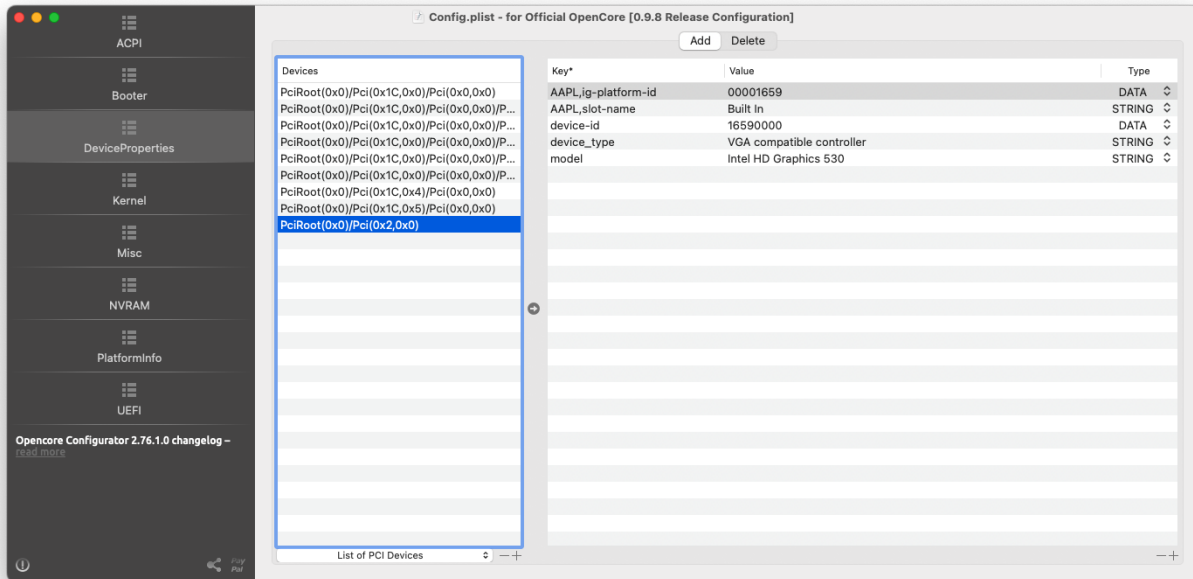 Config.plist - for Official OpenCore [0.9.8 Release Configuration]
ACPI
Booter
DeviceProperties
Kernel
Misc
NVRAM
PlatformInfo
UEFI
Opencore Configurator 2.76.1.0 changelog –
read more
Pay
Pal
Add Delete
Devices
PciRoot(0x0)/Pci(0x1C,0x0)/Pci(0x0,0x0)
PciRoot(0x0)/Pci(0x1C,0x0)/Pci(0x0,0x0)/P...
PciRoot(0x0)/Pci(0x1C,0x0)/Pci(0x0,0x0)/P...
PciRoot(0x0)/Pci(0x1C,0x0)/Pci(0x0,0x0)/P...
PciRoot(0x0)/Pci(0x1C,0x0)/Pci(0x0,0x0)/P...
PciRoot(0x0)/Pci(0x1C,0x0)/Pci(0x0,0x0)/P...
PciRoot(0x0)/Pci(0x1C,0x4)/Pci(0x0,0x0)
PciRoot(0x0)/Pci(0x1C,0x5)/Pci(0x0,0x0)
PciRoot(0x0)/Pci(0x2,0x0)
List of PCI Devices
Key* Value Type
AAPL,ig-platform-id 00001659 DATA
AAPL,slot-name Built In STRING
device-id 16590000 DATA
device_type VGA compatible controller STRING
model Intel HD Graphics 530 STRING